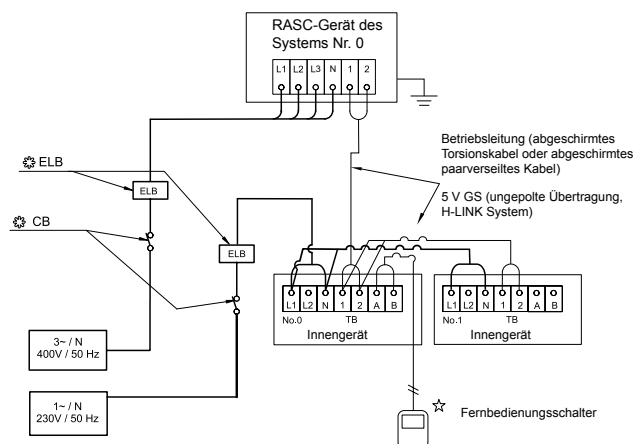 RASC-Gerät des
Systems Nr. 0
L1 L2 L3 N 1 2
Betriebsleitung (abgeschirmtes
Torsionskabel oder abgeschirmtes
paarverseiltes Kabel)
5 V GS (ungepolte Übertragung,
H-LINK System)
ELB
ELB
CB
ELB
L1 L2 N 1 2 A B
No.0 TB
Innengerät
L1 L2 N 1 2 A B
No.1 TB
Innengerät
3~ / N
400V / 50 Hz
1~ / N
230V / 50 Hz
Fernbedienungsschalter